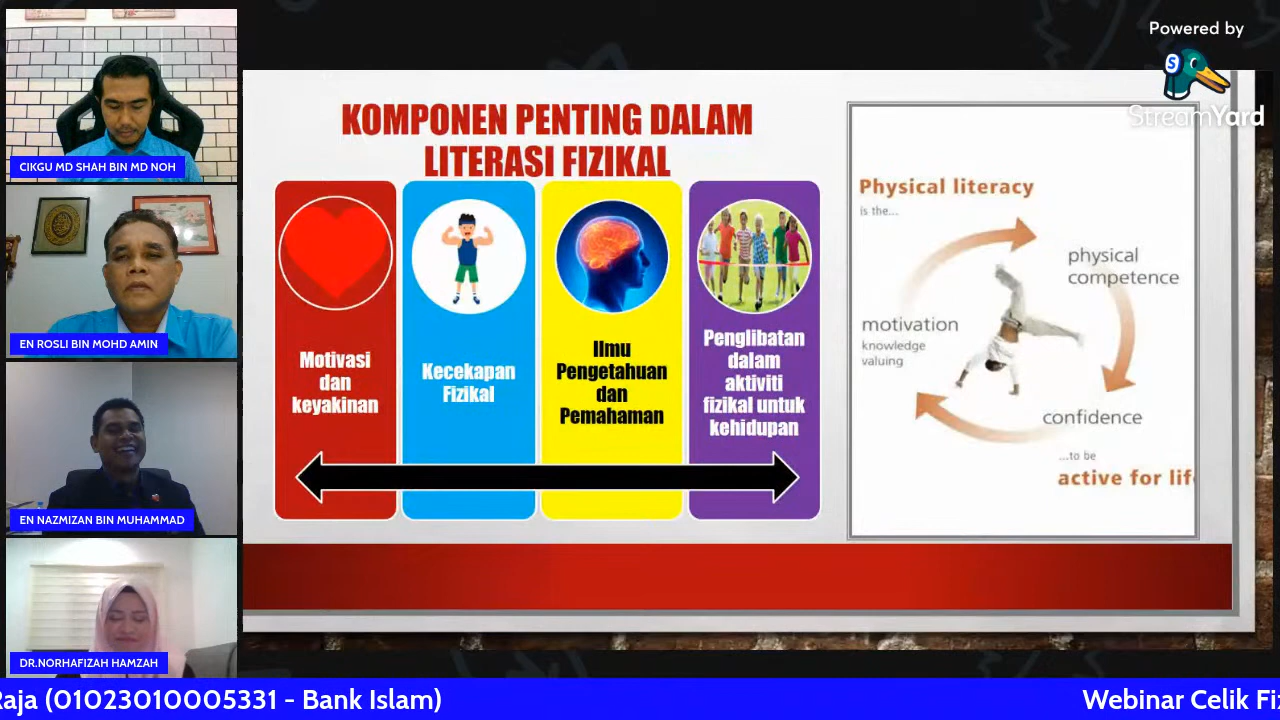 Powered by
StreamYard
S
KOMPONEN PENTING DALAM
LITERASI FIZIKAL
Motivasi
dan
keyakinan
Kecekapan
Fizikal
Ilmu
Pengetahuan
dan
Pemahaman
Penglibatan
dalam
aktiviti
fizikal untuk
kehidupan
Physical literacy
is the...
physical
competence
motivation
knowledge
valuing
confidence
...to be
active for lif
CIKGU MD SHAH BIN MD NOH
EN ROSLI BIN MOHD AMIN
EN NAZMIZAN BIN MUHAMMAD
DR.NORHAFIZAH HAMZAH
Raja (01023010005331 - Bank Islam)
Webinar Celik Fiz